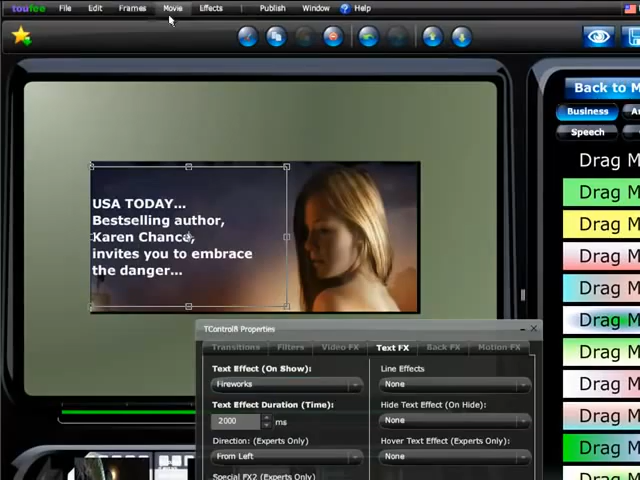 toufee File Edit Frames Movie Effects Publish Window Help
Back to M
Business
Speech
USA TODAY...
Bestselling author,
Karen Chance,
invites you to embrace
the danger...
Drag M
Drag M
Drag M
Drag M
Drag M
Drag M
Drag M
Drag M
Drag M
Drag M
TControl8 Properties
Transitions Filters Video FX Text FX Back FX Motion FX
Text Effect (On Show):
Fireworks
Line Effects
None
Text Effect Duration (Time):
2000 ms
Hide Text Effect (On Hide):
None
Direction: (Experts Only)
From Left
Hover Text Effect (Experts Only):
None
Special FX2 (Experts Only)
Drag M